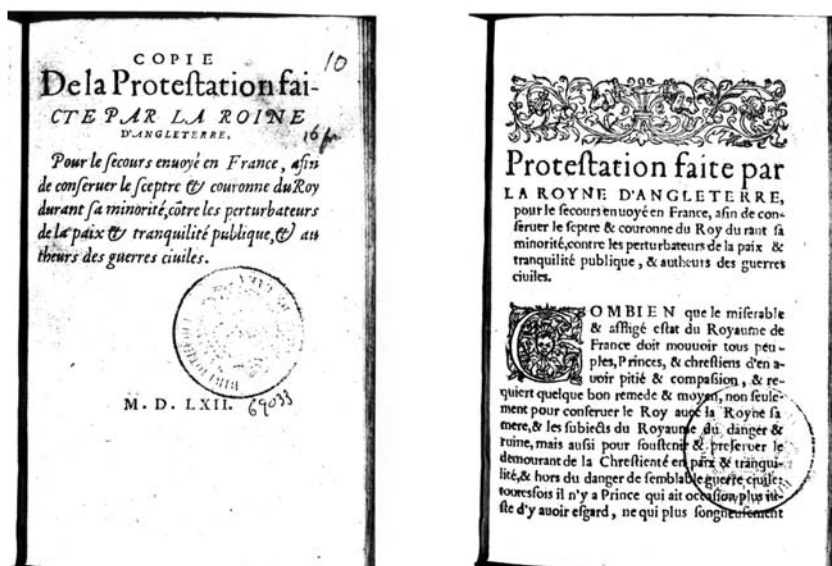 COPIE
De la Proteſtation fai-
CTE PAR LA ROINE
D'ANGLETERRE,
Pour le ſecours enuoyé en France, afin
de conſeruer le ſceptre & couronne du Roy
durant ſa minorité,cõtre les perturbateurs
de la paix & tranquilité publique,& au
theurs des guerres ciuiles.
M. D. LXII.
10
69033
Proteſtation faite par
LA ROYNE D'ANGLETERRE,
pour le ſecours enuoyé en France, afin de con-
ſeruer le ſeptre & couronne du Roy du rant ſa
minorité,contre les perturbateurs de la paix &
tranquilité publique, & autheurs des guerres
ciuiles.
COMBIEN que le miſerable
& affligé eſtat du Royaume de
France doit mouuoir tous peu-
ples,Princes, & chreſtiens d'en a-
uoir pitié & compaſsion, & re-
quiert quelque bon remede & moyen, non ſeule-
ment pour conſeruer le Roy auec la Royne ſa
mere,& les ſubiects du Royaume du danger &
ruine, mais auſsi pour ſouſtenir & preſeruer le
demourant de la Chreſtienté en paix & tranqui-
lité,& hors du danger de ſemblable guerre ciuile:
toutesfois il n'y a Prince qui ait occaſion plus iu-
ſte d'y auoir eſgard, ne qui plus ſongneuſement